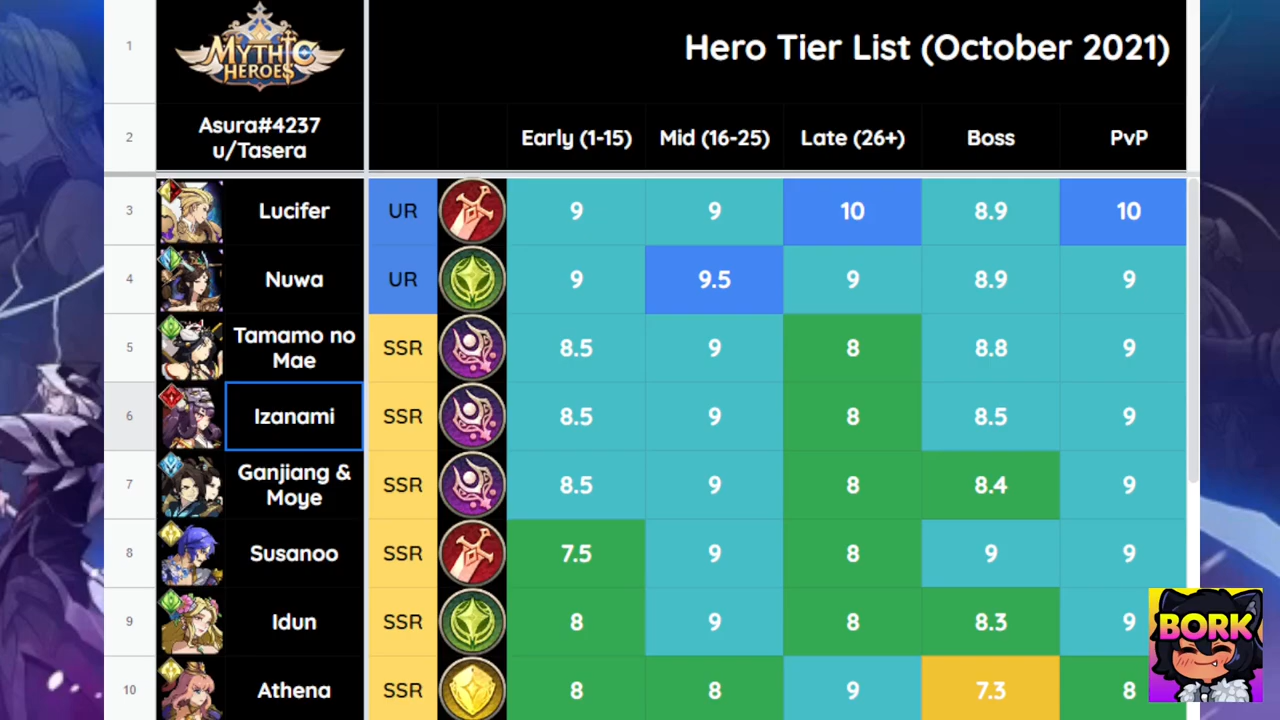 1
MYTHIC
HEROES
Hero Tier List (October 2021)
2
Asura#4237
u/Tasera
Early (1-15) Mid (16-25) Late (26+) Boss PvP
3 Lucifer UR 9 9 10 8.9 10
4 Nuwa UR 9 9.5 9 8.9 9
5 Tamamo no
Mae SSR 8.5 9 8 8.8 9
6 Izanami SSR 8.5 9 8 8.5 9
7 Ganjiang &
Moye SSR 8.5 9 8 8.4 9
8 Susanoo SSR 7.5 9 8 9 9
9 Idun SSR 8 9 8 8.3 9
10 Athena SSR 8 8 9 7.3 8
BORK